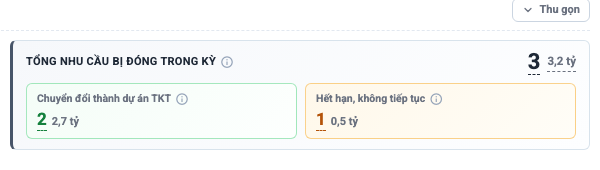 Thu gọn
TỔNG NHU CẦU BỊ ĐÓNG TRONG KỲ 3 3,2 tỷ
Chuyển đổi thành dự án TKT
2 2,7 tỷ
Hết hạn, không tiếp tục
1 0,5 tỷ